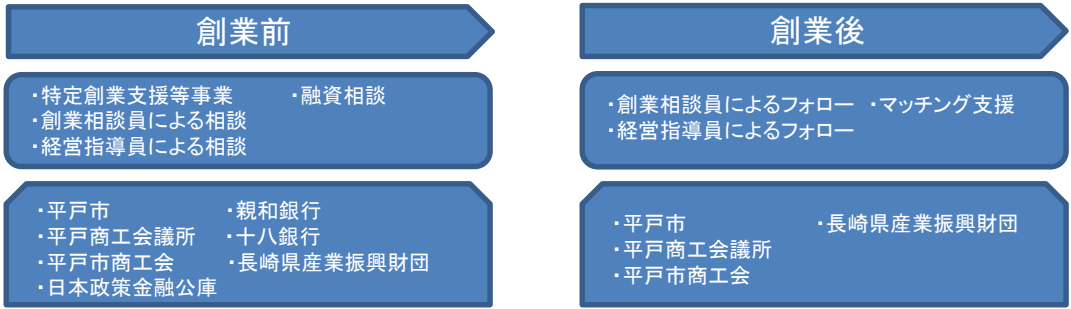 創業前
・特定創業支援等事業　・融資相談
・創業相談員による相談
・経営指導員による相談
・平戸市　・親和銀行
・平戸商工会議所　・十八銀行
・平戸市商工会　・長崎県産業振興財団
・日本政策金融公庫
創業後
・創業相談員によるフォロー　・マッチング支援
・経営指導員によるフォロー
・平戸市　・長崎県産業振興財団
・平戸商工会議所
・平戸市商工会